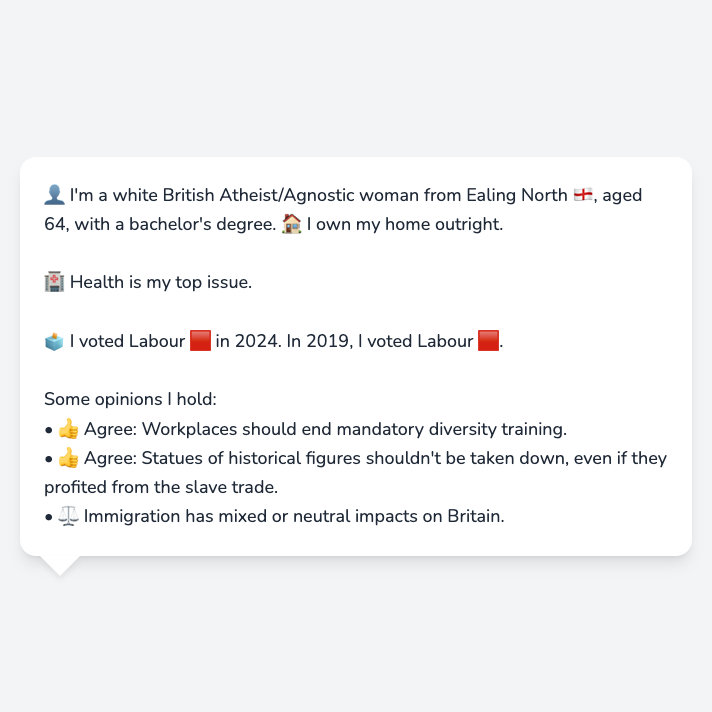 👤 I'm a white British Atheist/Agnostic woman from Ealing North 🏴󠁧󠁢󠁥󠁮󠁧󠁿, aged
64, with a bachelor's degree. 🏠 I own my home outright.
🏥 Health is my top issue.
🗳️ I voted Labour 🟥 in 2024. In 2019, I voted Labour 🟥.
Some opinions I hold:
• 👍 Agree: Workplaces should end mandatory diversity training.
• 👍 Agree: Statues of historical figures shouldn't be taken down, even if they
profited from the slave trade.
• ⚖️ Immigration has mixed or neutral impacts on Britain.